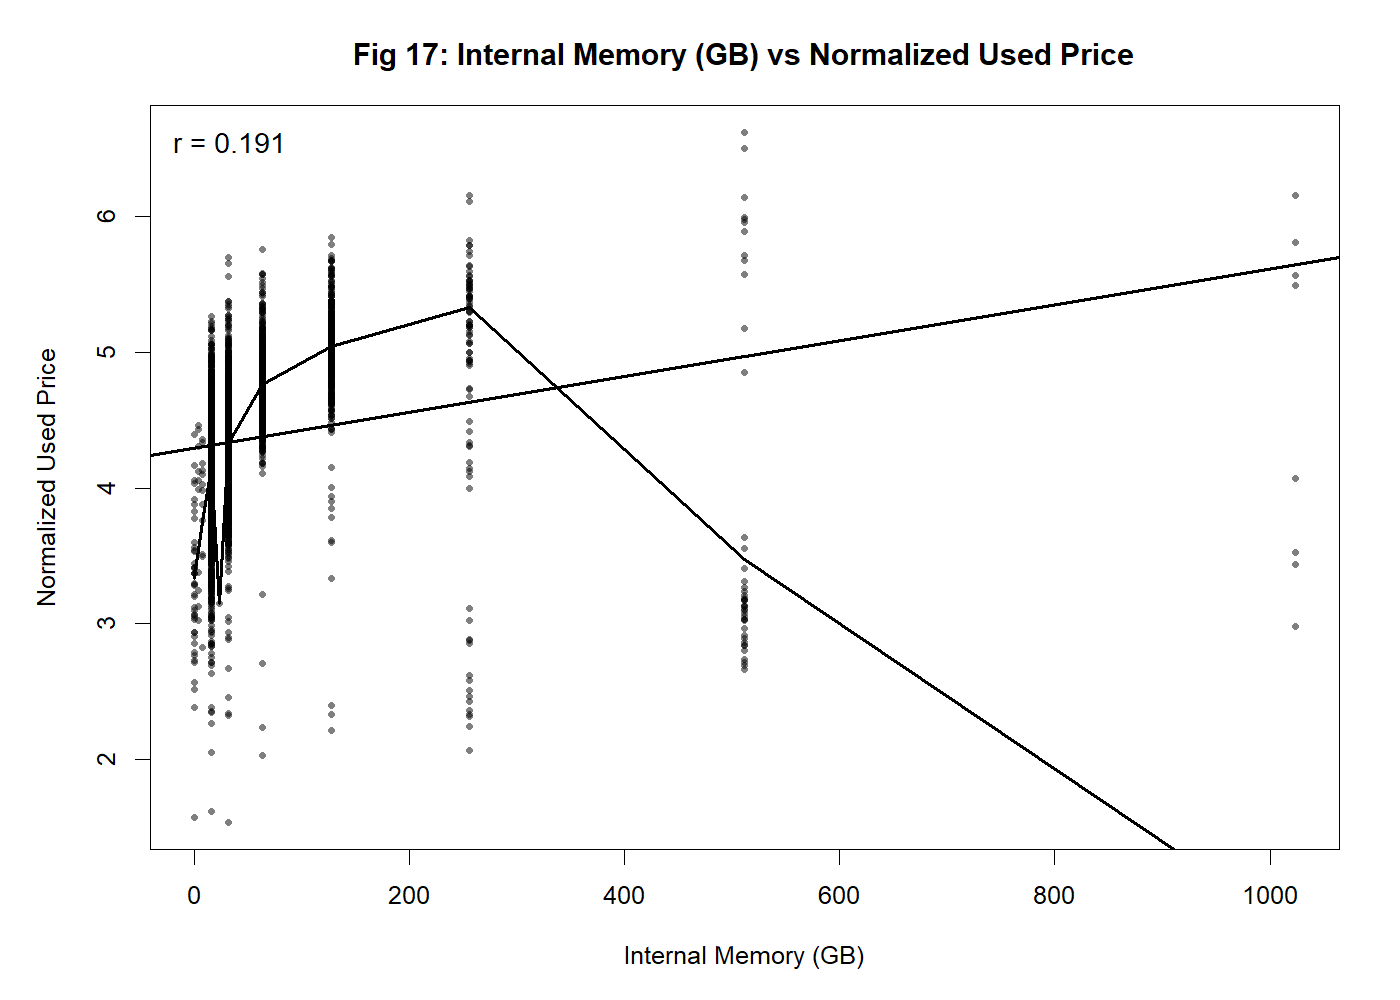 Fig 17: Internal Memory (GB) vs Normalized Used Price
r = 0.191
6
5
4
3
2
Normalized Used Price
0 200 400 600 800 1000
Internal Memory (GB)